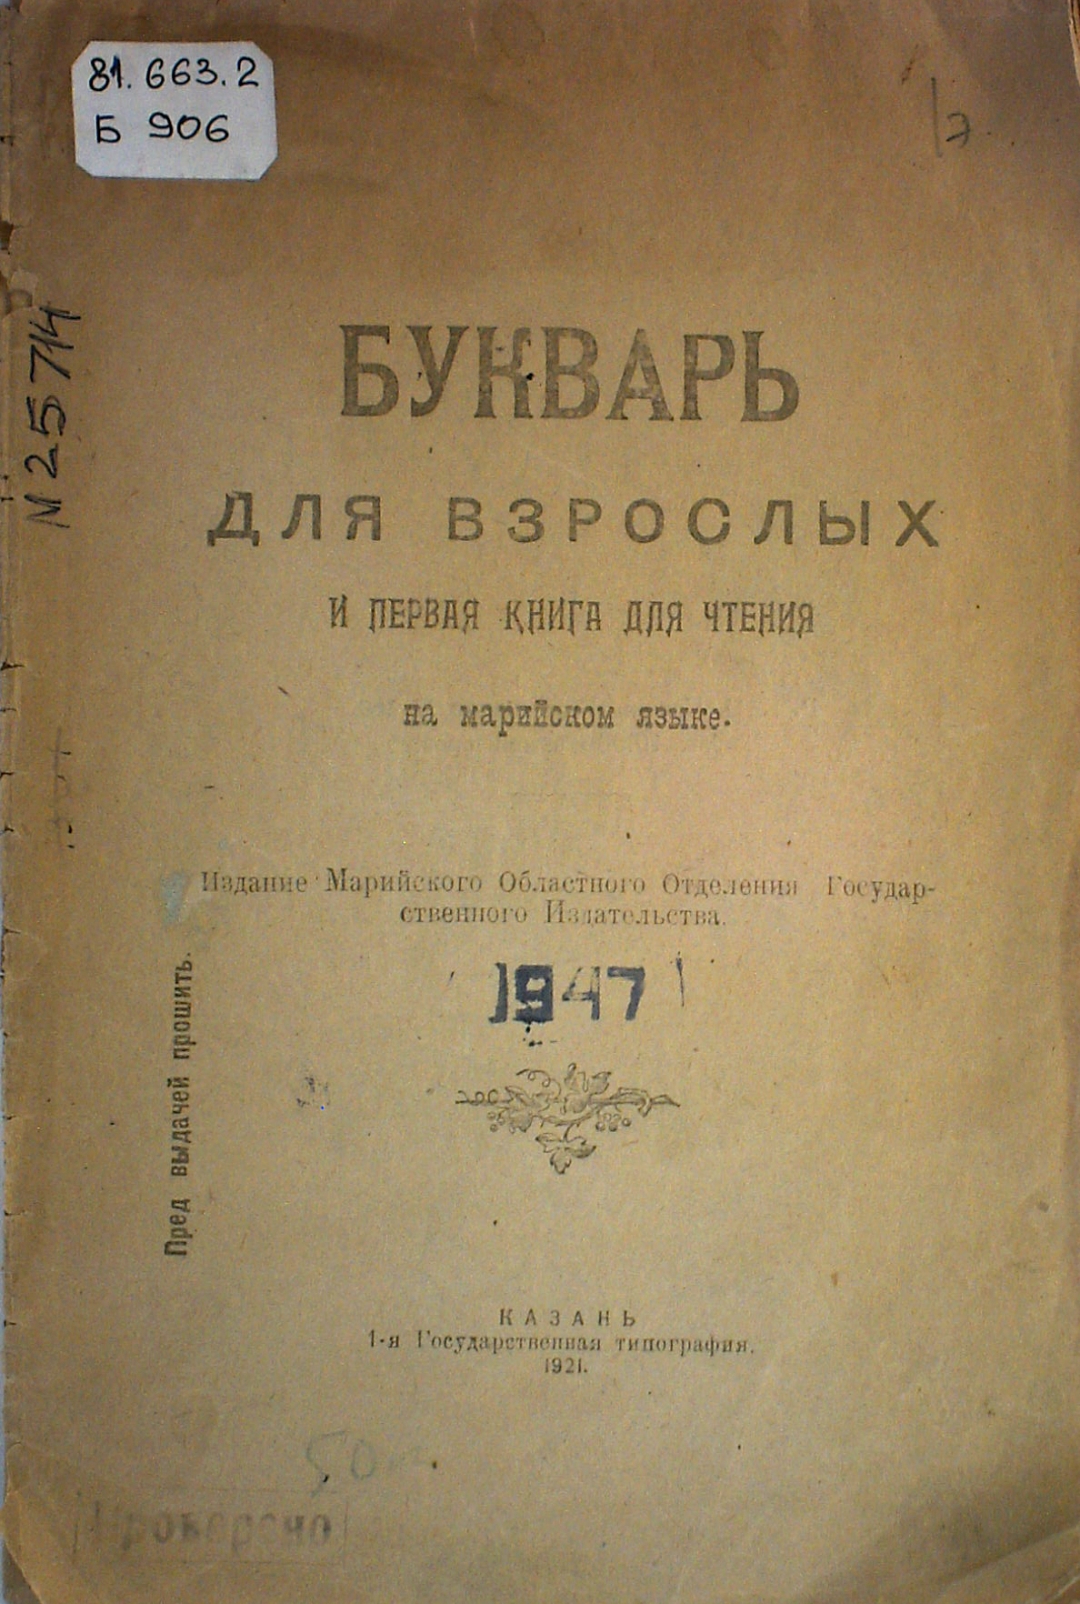 81.663.2
Б 906
М 25714
БУКВАРЬ
ДЛЯ ВЗРОСЛЫХ
И ПЕРВАЯ КНИГА ДЛЯ ЧТЕНИЯ
на марийском языке.
Издание Марийского Областного Отделения Государ-
ственного Издательства.
1947
Пред выдачей прошить.
КАЗАНЬ
1-я Государственная типография.
1921.
Проверено